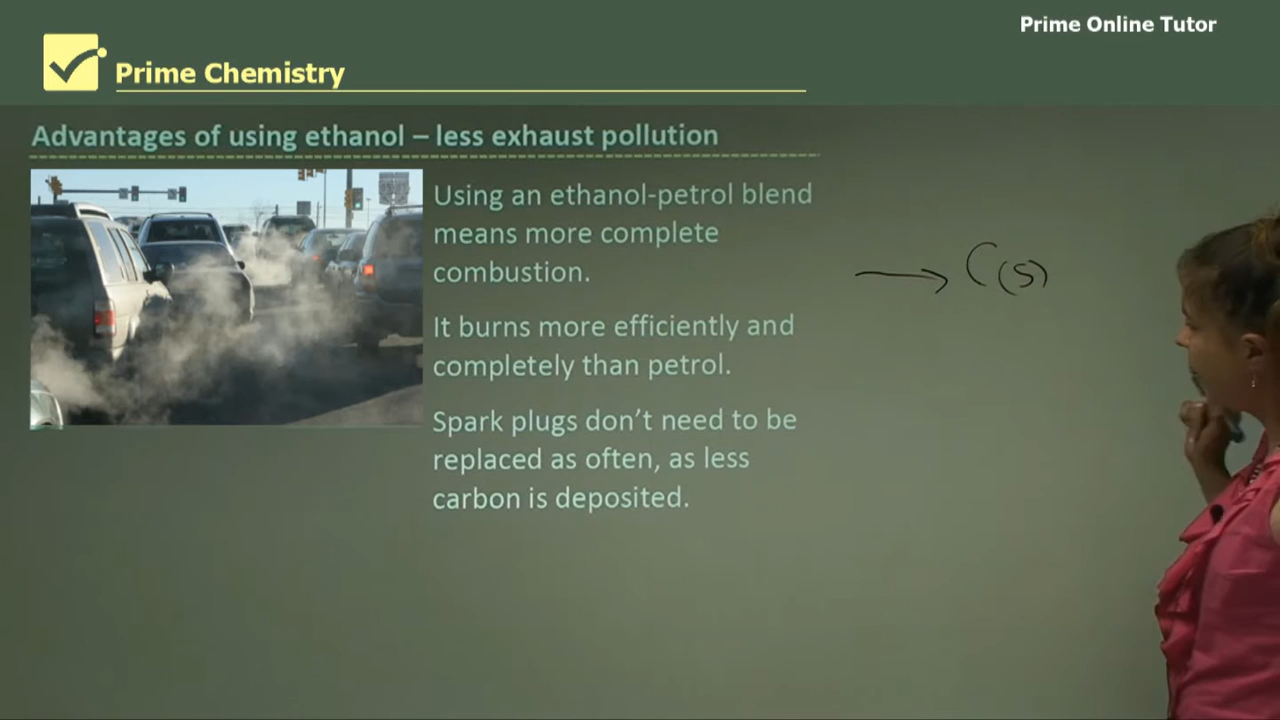 Prime Online Tutor
Prime Chemistry
Advantages of using ethanol – less exhaust pollution
Using an ethanol-petrol blend
means more complete
combustion.
It burns more efficiently and
completely than petrol.
Spark plugs don’t need to be
replaced as often, as less
carbon is deposited.
→ C(s)